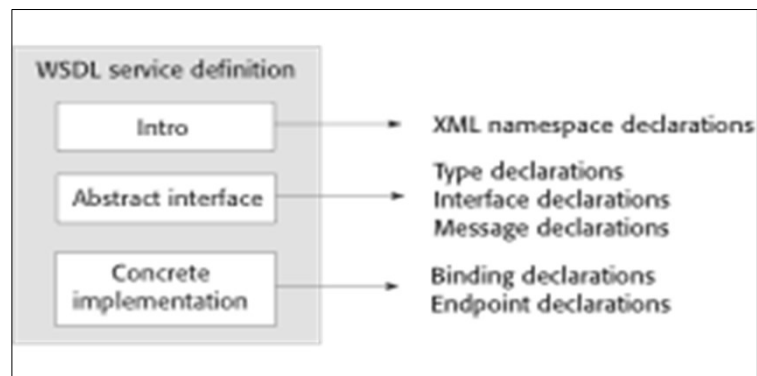 WSDL service definition
Intro
XML namespace declarations
Abstract interface
Type declarations
Interface declarations
Message declarations
Concrete
implementation
Binding declarations
Endpoint declarations